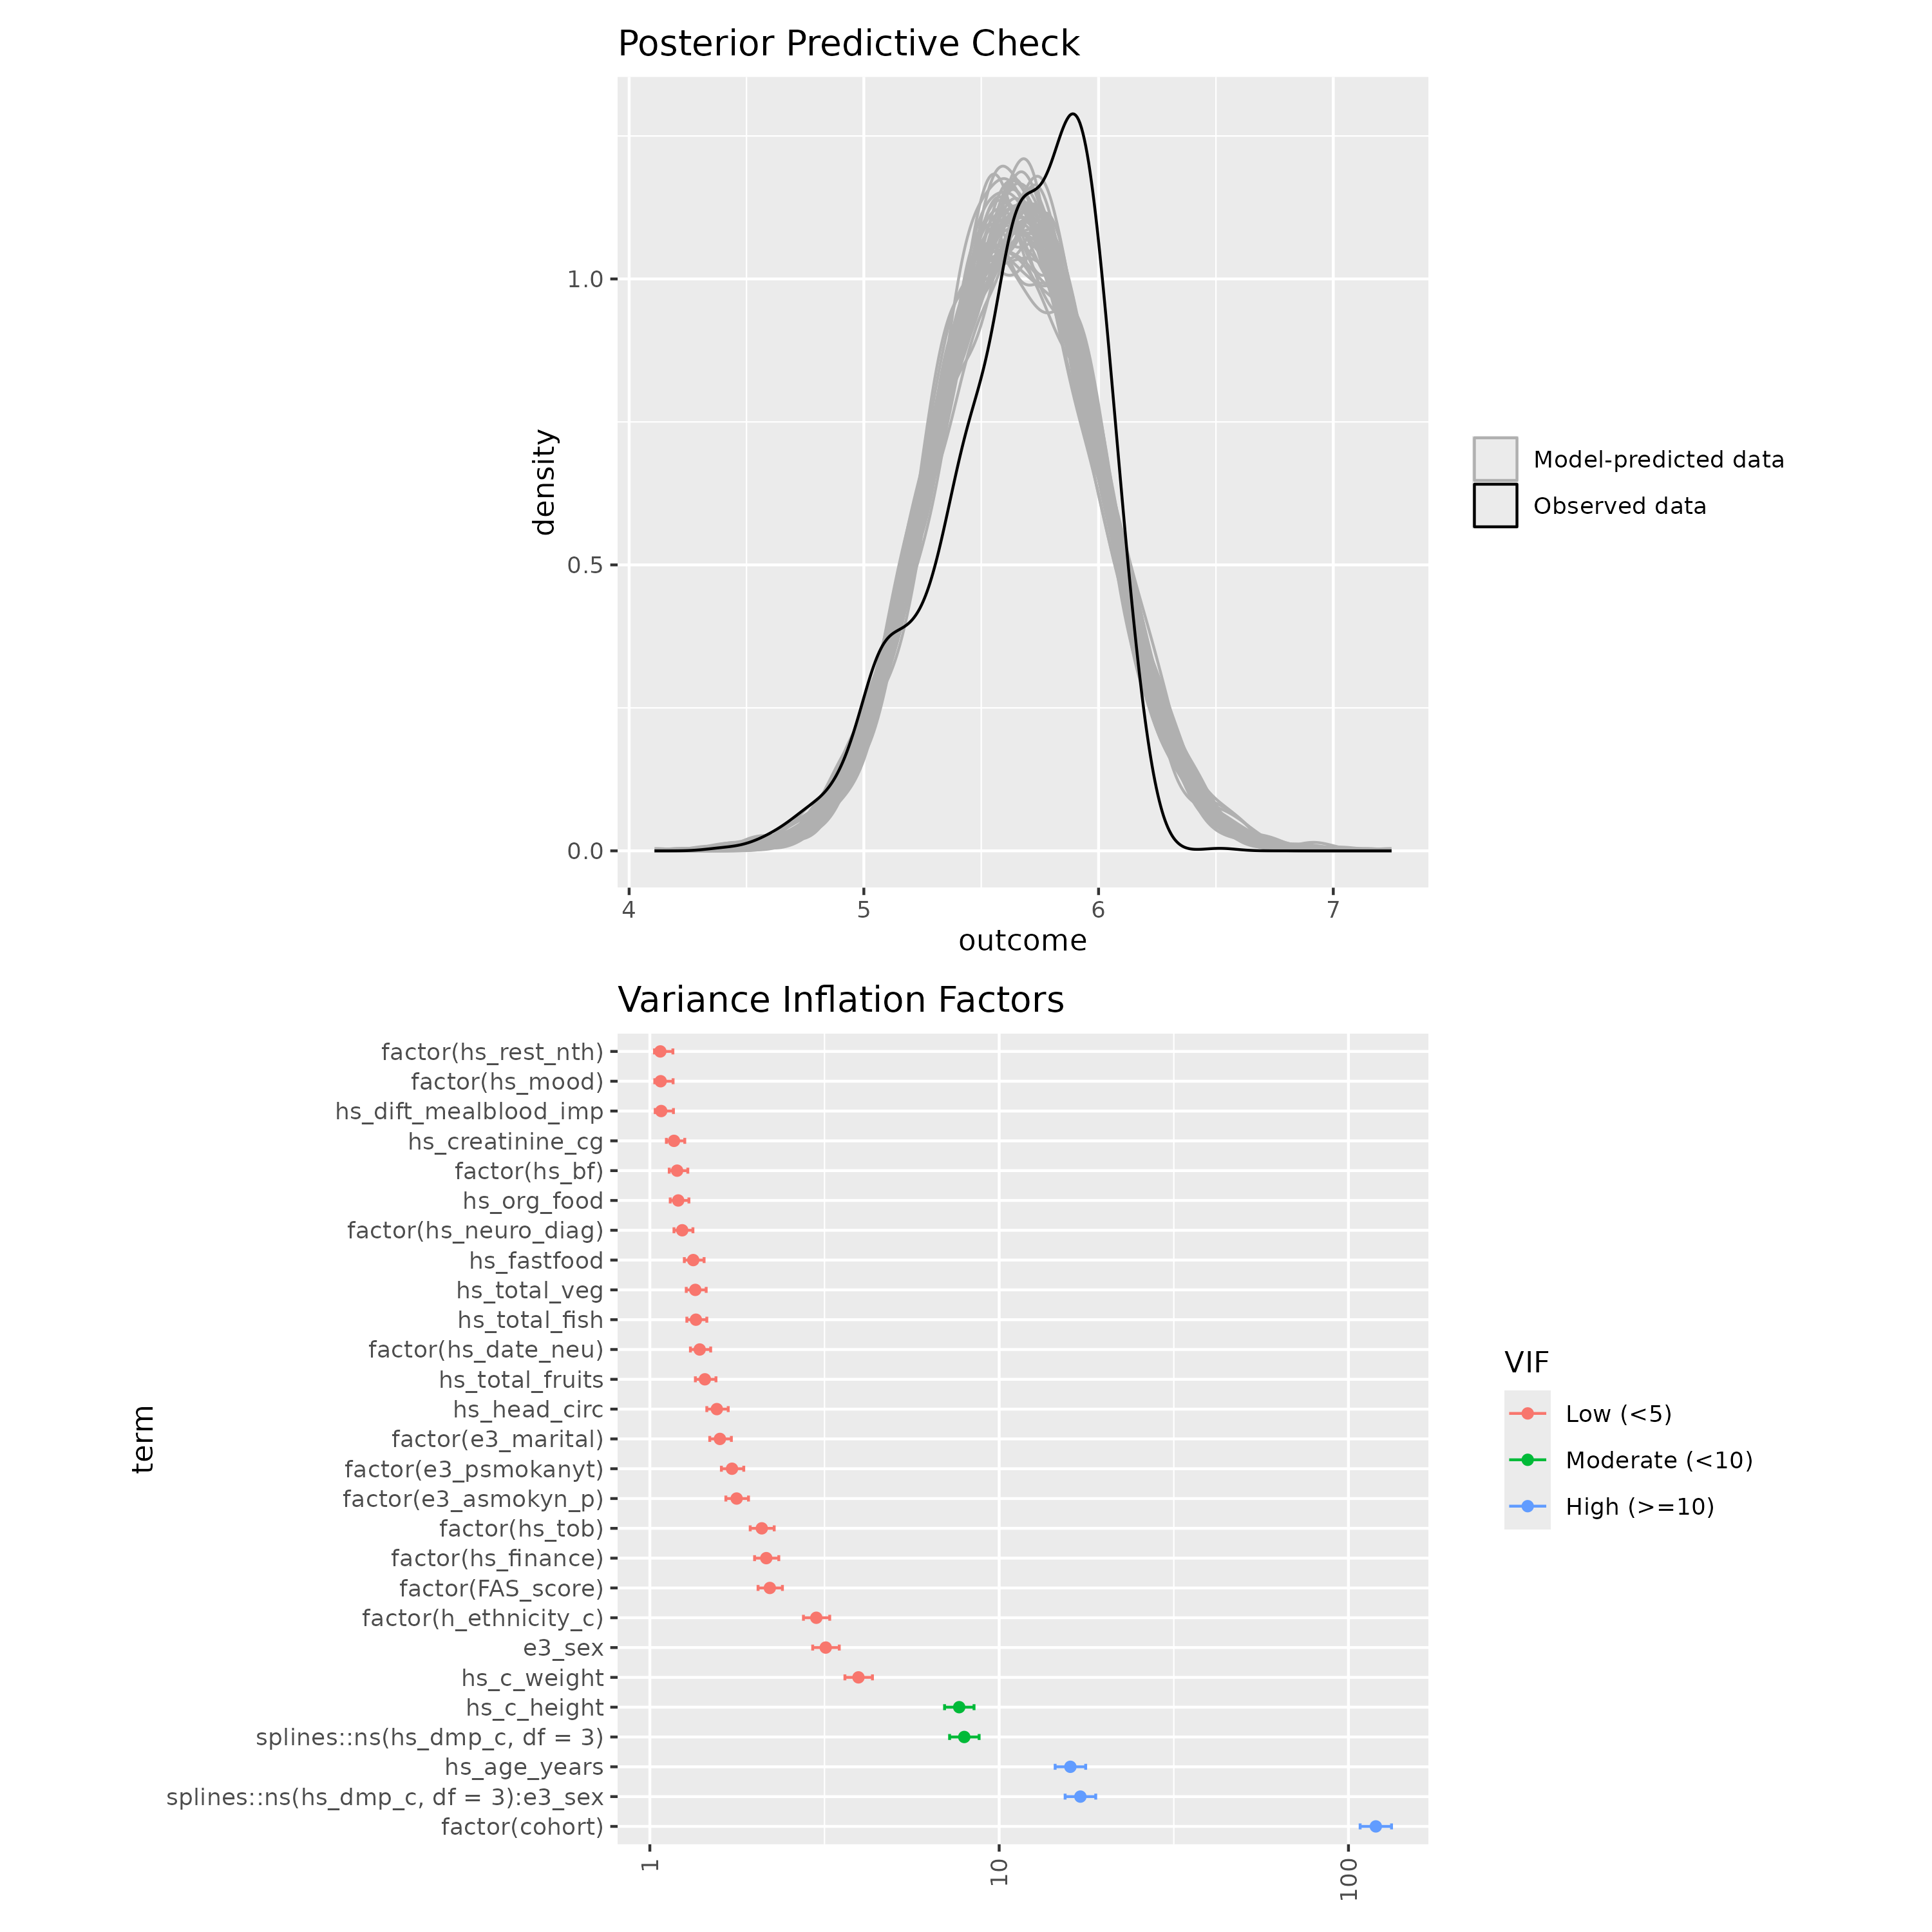 Posterior Predictive Check
density
1.0
0.5
0.0
4 5 6 7
outcome
Model-predicted data
Observed data
Variance Inflation Factors
term
factor(hs_rest_nth)
factor(hs_mood)
hs_dift_mealblood_imp
hs_creatinine_cg
factor(hs_bf)
hs_org_food
factor(hs_neuro_diag)
hs_fastfood
hs_total_veg
hs_total_fish
factor(hs_date_neu)
hs_total_fruits
hs_head_circ
factor(e3_marital)
factor(e3_psmokanyt)
factor(e3_asmokyn_p)
factor(hs_tob)
factor(hs_finance)
factor(FAS_score)
factor(h_ethnicity_c)
e3_sex
hs_c_weight
hs_c_height
splines::ns(hs_dmp_c, df = 3)
hs_age_years
splines::ns(hs_dmp_c, df = 3):e3_sex
factor(cohort)
1 10 100
VIF
Low (<5)
Moderate (<10)
High (>=10)